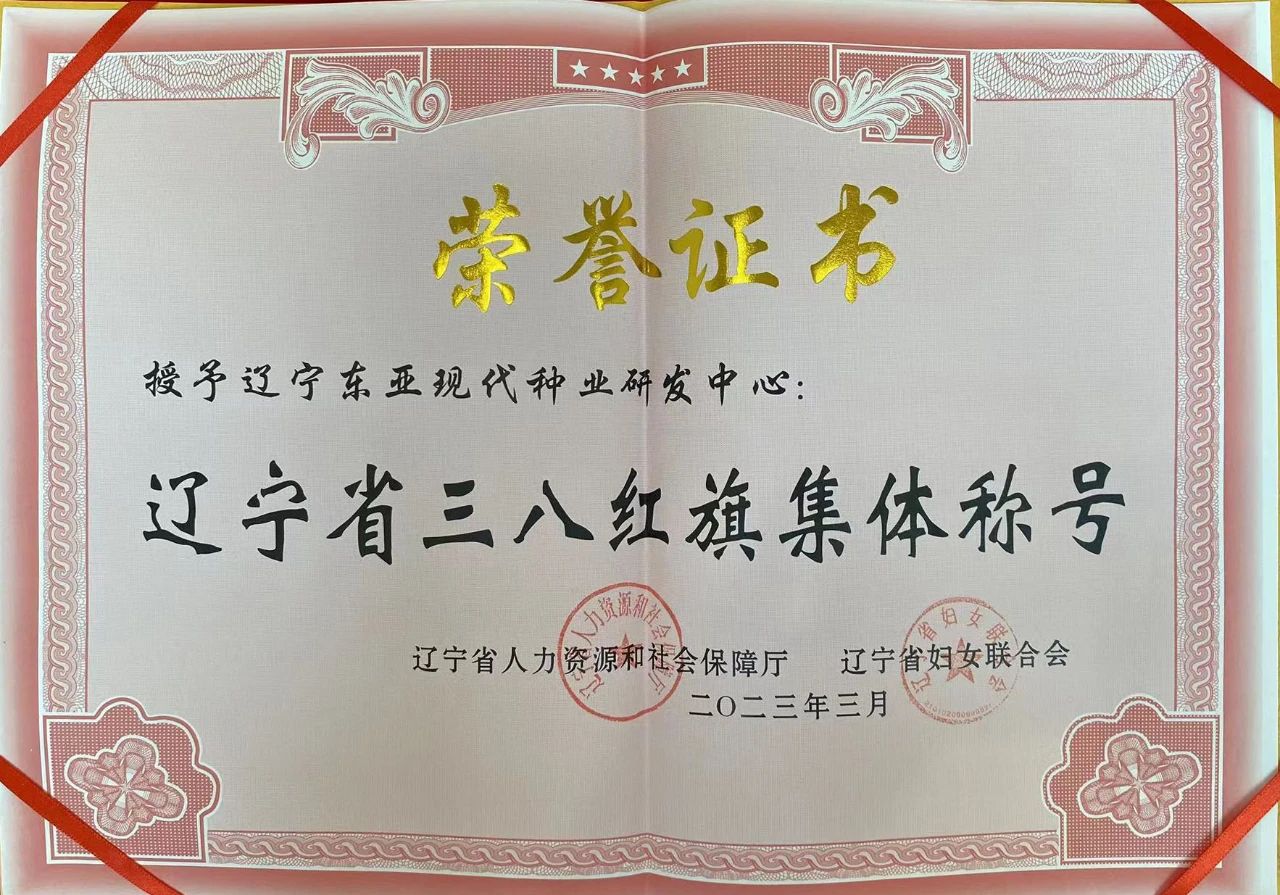 荣誉证书
授予辽宁东亚现代种业研发中心：
辽宁省三八红旗集体称号
辽宁省人力资源和社会保障厅 辽宁省妇女联合会
二〇二三年三月